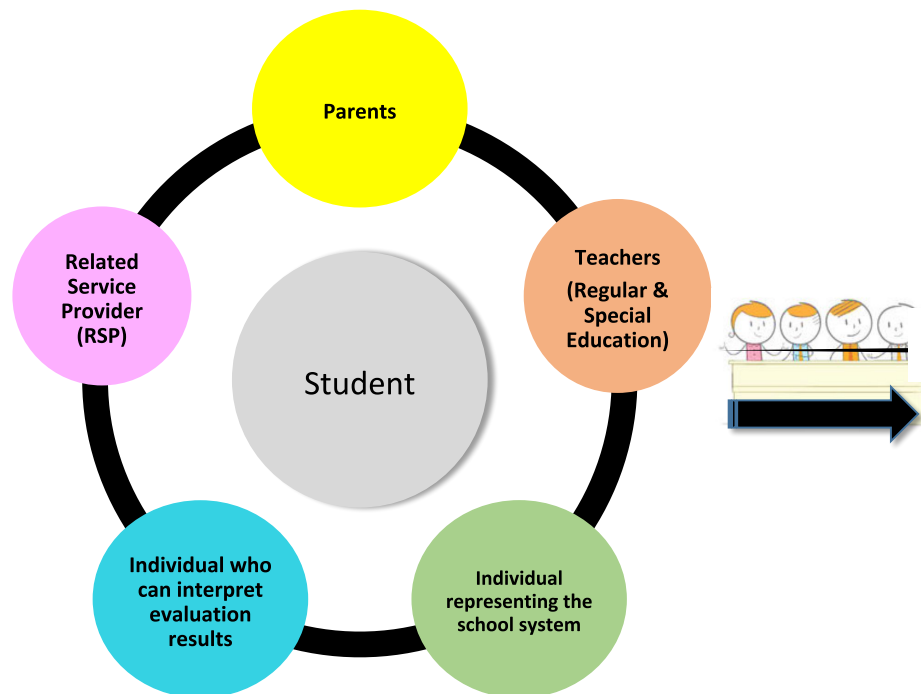 Parents
Related
Service
Provider
(RSP)
Teachers
(Regular &
Special
Education)
Student
Individual who
can interpret
evaluation
results
Individual
representing the
school system